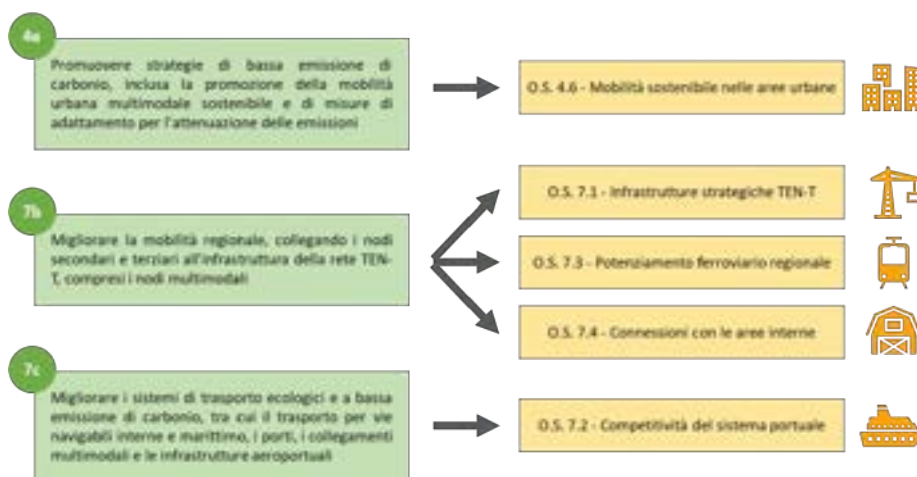 4e
Promuovere strategie di bassa emissione di
carbonio, inclusa la promozione della mobilità
urbana multimodale sostenibile e di misure di
adattamento per l'attenuazione delle emissioni
O.S. 4.6 - Mobilità sostenibile nelle aree urbane
7b
Migliorare la mobilità regionale, collegando i nodi
secondari e terziari all'infrastruttura della rete TEN-
T, compresi i nodi multimodali
O.S. 7.1 - Infrastrutture strategiche TEN-T
O.S. 7.3 - Potenziamento ferroviario regionale
O.S. 7.4 - Connessioni con le aree interne
7c
Migliorare i sistemi di trasporto ecologici e a bassa
emissione di carbonio, tra cui il trasporto per vie
navigabili interne e marittimo, i porti, i collegamenti
multimodali e le infrastrutture aeroportuali
O.S. 7.2 - Competitività del sistema portuale